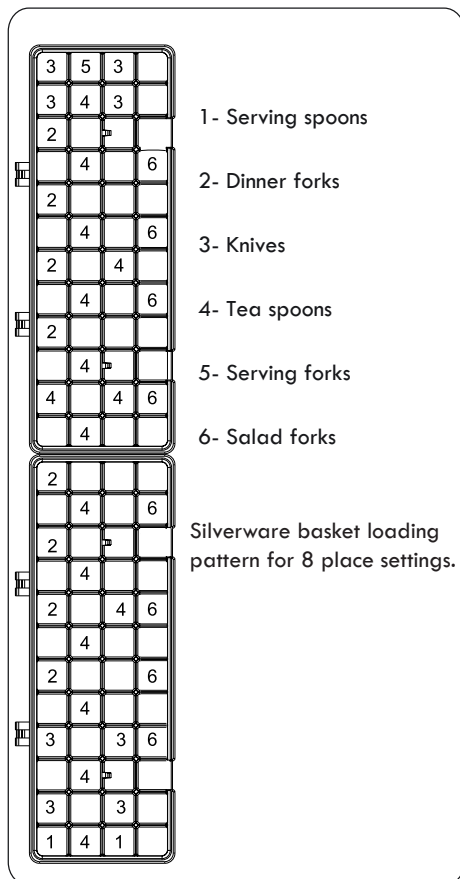 3 5 3
3 4 3
2
4 6
2
4 6
2 4
4 6
2
4
4 4 6
4
2
4 6
2
4
2 4 6
4
2 6
4
3 3 6
4
3 3
1 4 1
1- Serving spoons
2- Dinner forks
3- Knives
4- Tea spoons
5- Serving forks
6- Salad forks
Silverware basket loading
pattern for 8 place settings.